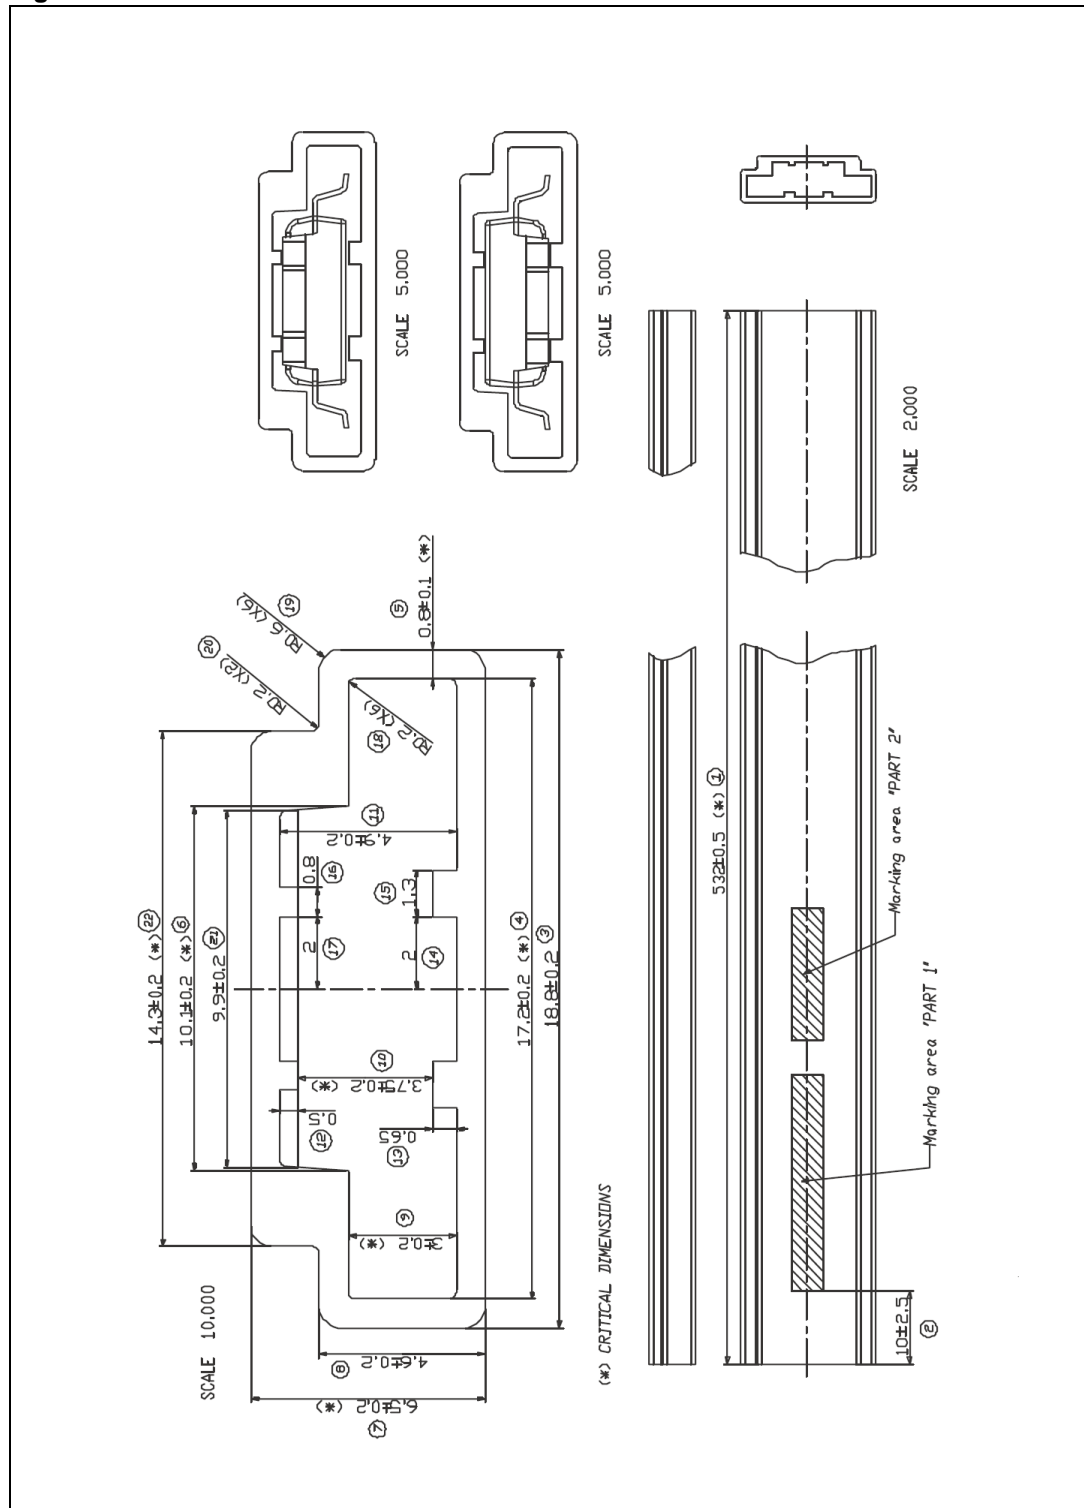 SCALE 5.000
SCALE 5.000
SCALE 2.000
SCALE 10.000
R0.6 (X6) 19
R0.2 (X2) 20
R0.2 (X6) 18
0.8±0.1 (*) 5
14.3±0.2 (*) 22
10.1±0.2 (*) 6
9.9±0.2 21
4.9±0.2 11
0.8 16
2 17
1.3 15
2 14
3.75±0.2 (*) 10
0.5 12
0.65 13
3±0.2 (*) 9
17.2±0.2 (*) 4
18.8±0.2 3
4.6±0.2 8
6.5±0.2 (*) 7
(*) CRITICAL DIMENSIONS
532±0.5 (*) 1
Marking area "PART 2"
Marking area "PART 1"
10±2.5 2